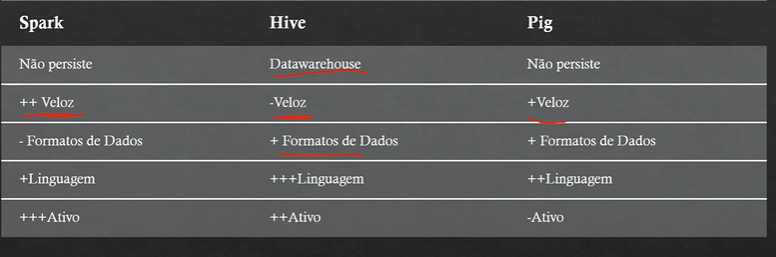 Spark Hive Pig
Não persiste Datawarehouse Não persiste
++ Veloz -Veloz +Veloz
- Formatos de Dados + Formatos de Dados + Formatos de Dados
+Linguagem +++Linguagem ++Linguagem
+++Ativo ++Ativo -Ativo